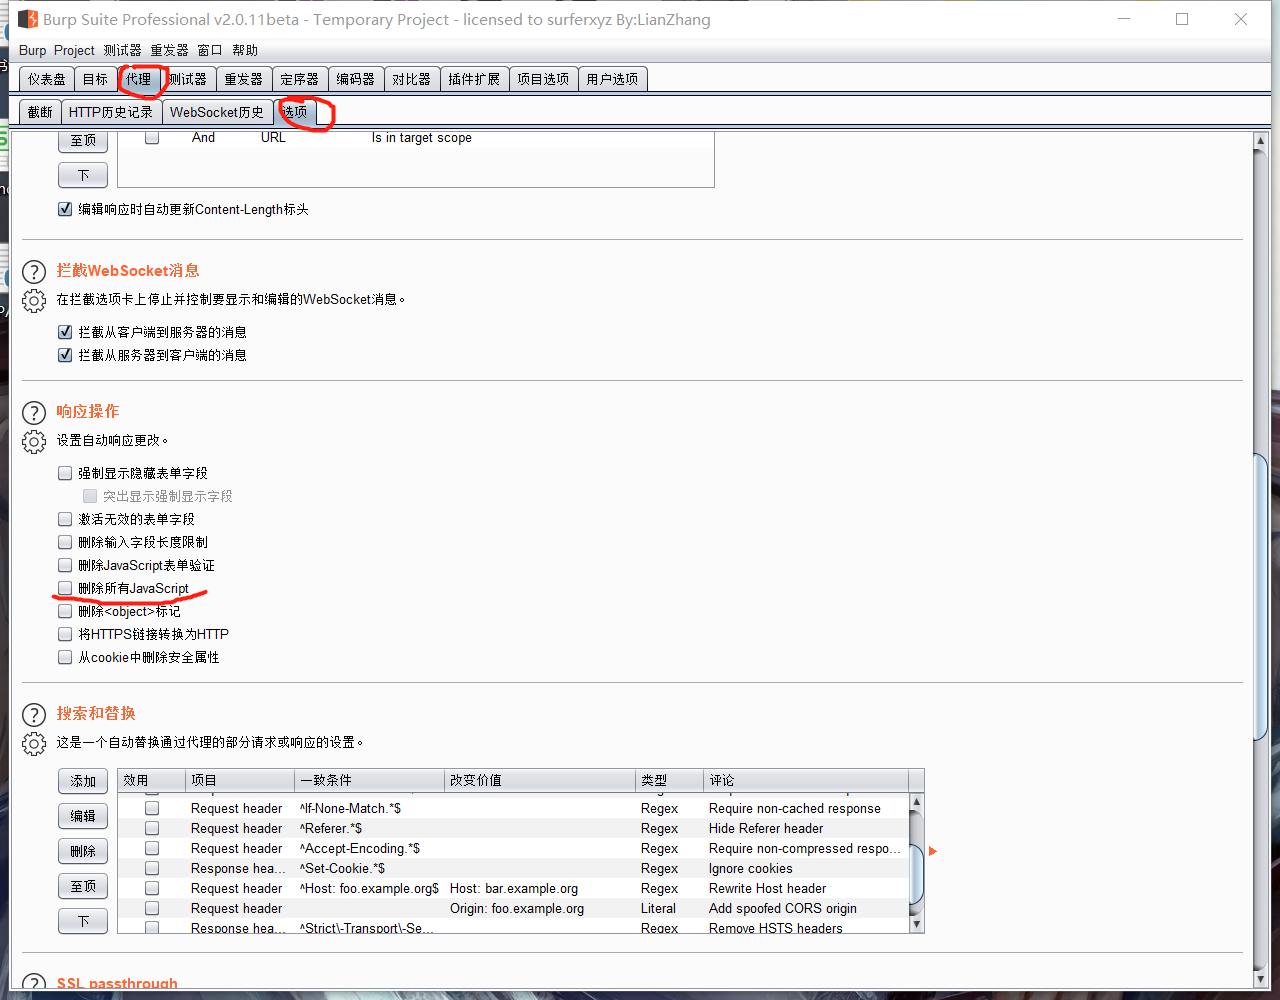 Burp Suite Professional v2.0.11beta - Temporary Project - licensed to surferxyz By:LianZhang
Burp Project 测试器 重发器 窗口 帮助
仪表盘 目标 代理 测试器 重发器 定序器 编码器 对比器 插件扩展 项目选项 用户选项
截断 HTTP历史记录 WebSocket历史 选项
至顶 And URL Is in target scope
下
编辑响应时自动更新Content-Length标头
拦截WebSocket消息
在拦截选项卡上停止并控制要显示和编辑的WebSocket消息。
拦截从客户端到服务器的消息
拦截从服务器到客户端的消息
响应操作
设置自动响应更改。
强制显示隐藏表单字段
突出显示强制显示字段
激活无效的表单字段
删除输入字段长度限制
删除JavaScript表单验证
删除所有JavaScript
删除<object>标记
将HTTPS链接转换为HTTP
从cookie中删除安全属性
搜索和替换
这是一个自动替换通过代理的部分请求或响应的设置。
添加 效用 项目 一致条件 改变价值 类型 评论
编辑 Request header ^If-None-Match.*$ Regex Require non-cached response
Request header ^Referer.*$ Regex Hide Referer header
删除 Request header ^Accept-Encoding.*$ Regex Require non-compressed respo...
Response hea... ^Set-Cookie.*$ Regex Ignore cookies
至顶 Request header ^Host: foo.example.org$ Host: bar.example.org Regex Rewrite Host header
Request header Origin: foo.example.org Literal Add spoofed CORS origin
下 Response hea... ^Strict\-Transport\-Se... Regex Remove HSTS headers
SSL passthrough